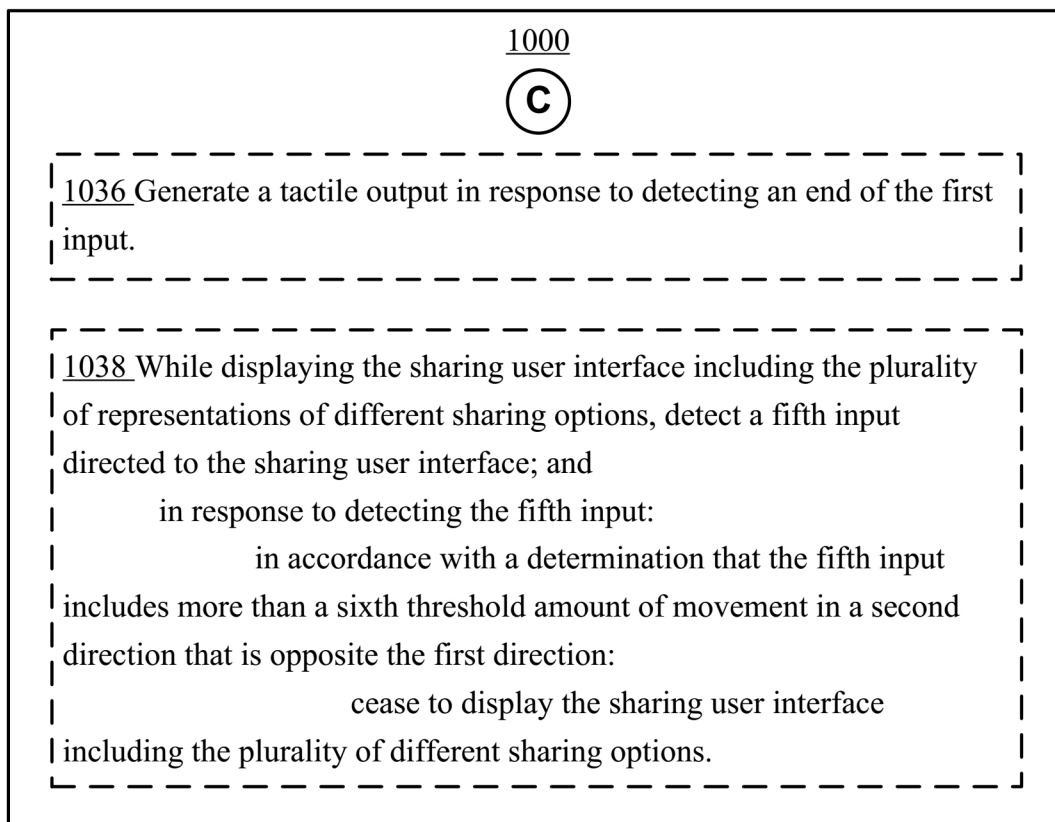 1000
C
1036 Generate a tactile output in response to detecting an end of the first
input.
1038 While displaying the sharing user interface including the plurality
of representations of different sharing options, detect a fifth input
directed to the sharing user interface; and
in response to detecting the fifth input:
in accordance with a determination that the fifth input
includes more than a sixth threshold amount of movement in a second
direction that is opposite the first direction:
cease to display the sharing user interface
including the plurality of different sharing options.